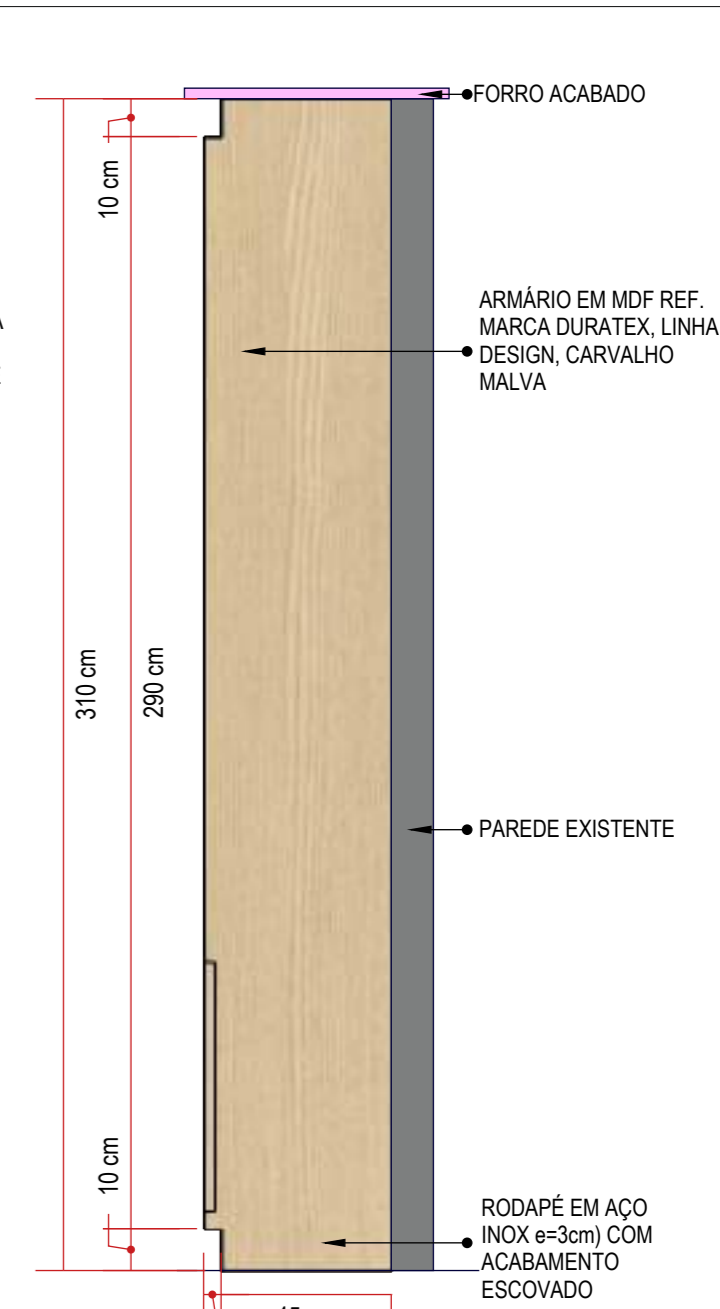 FORRO ACABADO
10 cm
ARMÁRIO EM MDF REF.
MARCA DURATEX, LINHA
DESIGN, CARVALHO
MALVA
310 cm
290 cm
PAREDE EXISTENTE
10 cm
RODAPÉ EM AÇO
INOX e=3cm) COM
ACABAMENTO
ESCOVADO